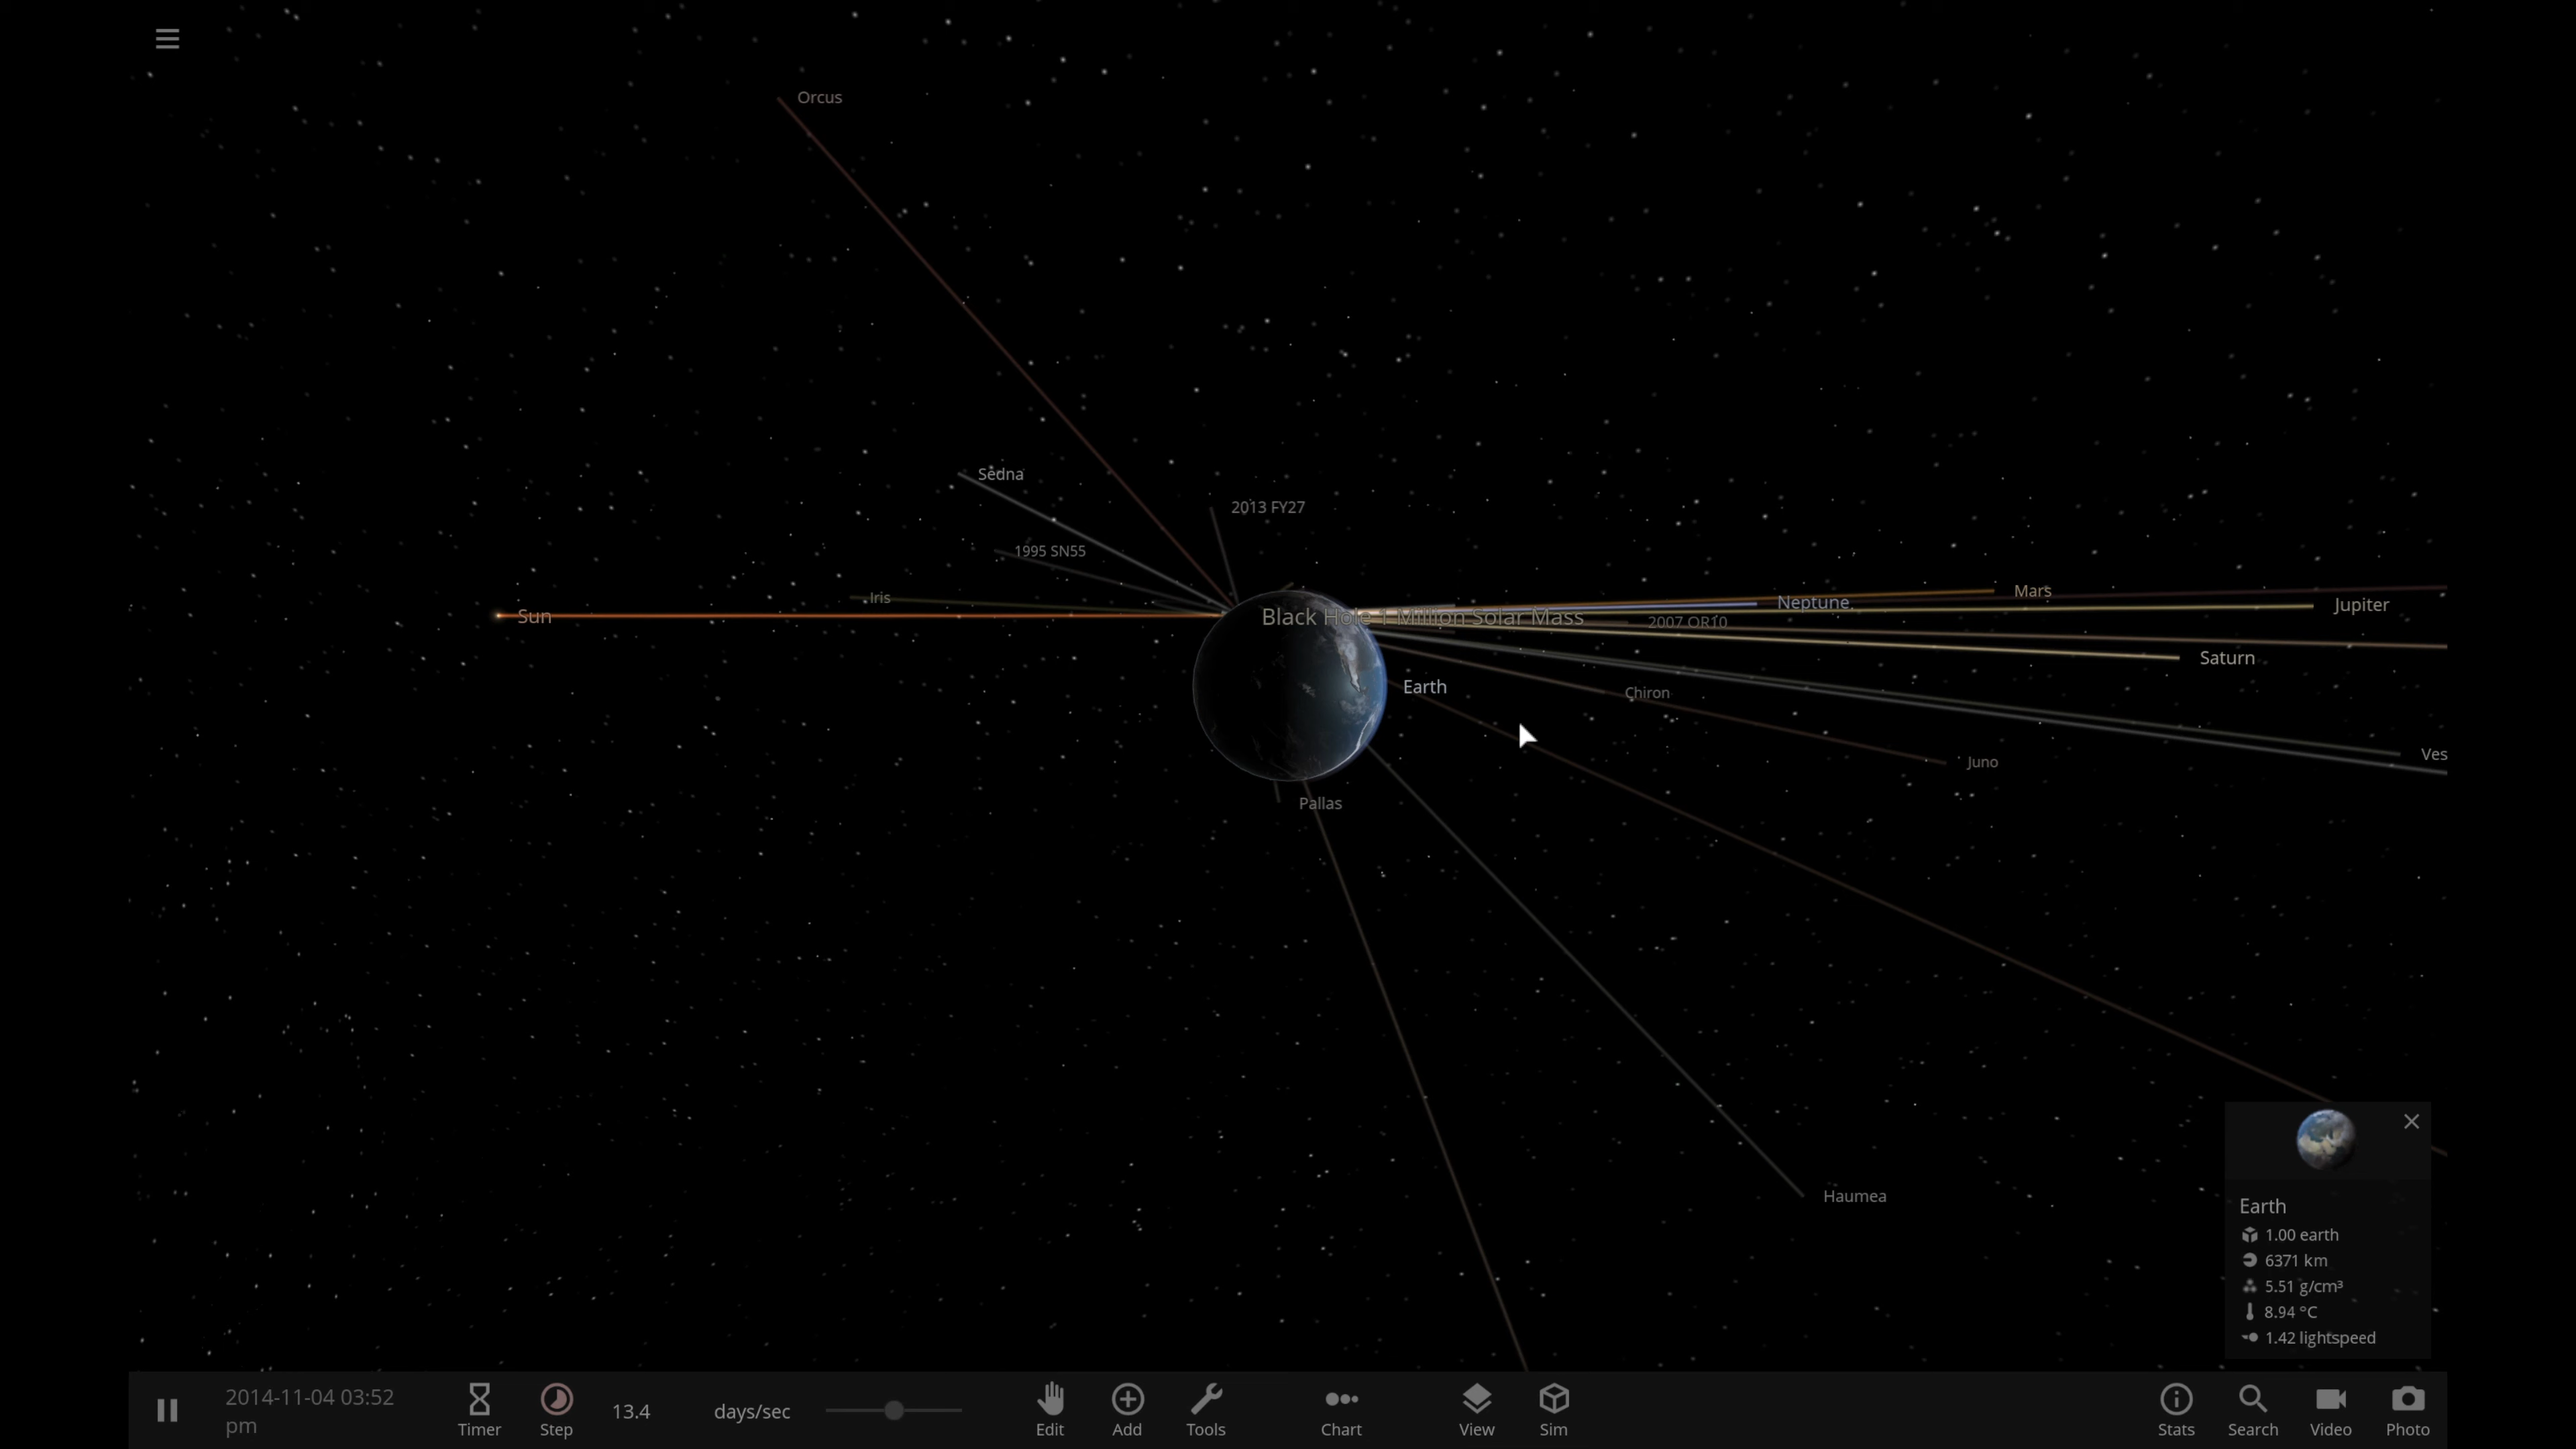 Orcus
Sedna
2013 FY27
1995 SN55
Iris
Mars
Neptune
Jupiter
Sun
Black Hole 1 Million Solar Mass
2007 OR10
Saturn
Earth
Chiron
Ves
Juno
Pallas
Haumea
Earth
1.00 earth
6371 km
5.51 g/cm³
8.94 °C
1.42 lightspeed
2014-11-04 03:52
pm
Timer
Step
13.4
days/sec
Edit
Add
Tools
Chart
View
Sim
Stats
Search
Video
Photo